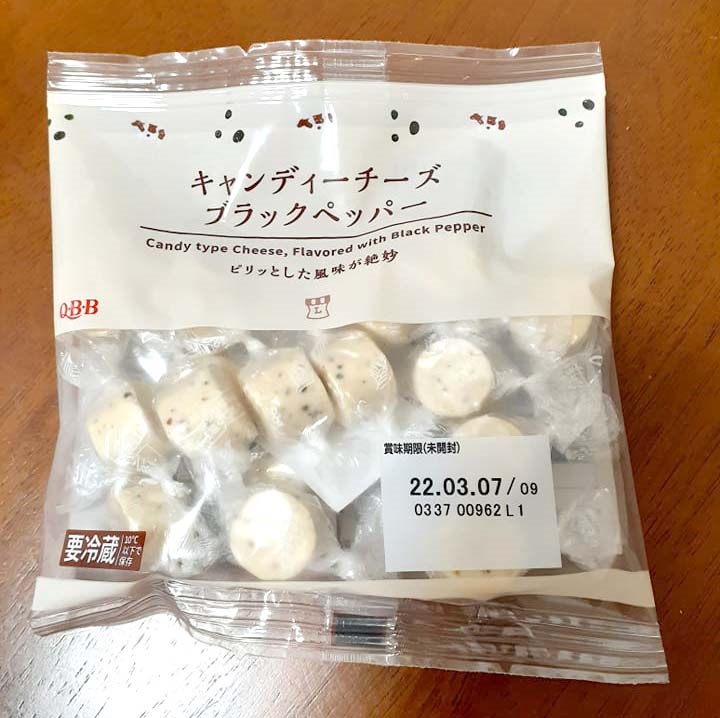 キャンディーチーズ
ブラックペッパー
Candy type Cheese, Flavored with Black Pepper
ピリッとした風味が絶妙
L
Q・B・B
賞味期限(未開封)
22.03.07/09
0337 00962 L1
要冷蔵
10℃
以下で
保存